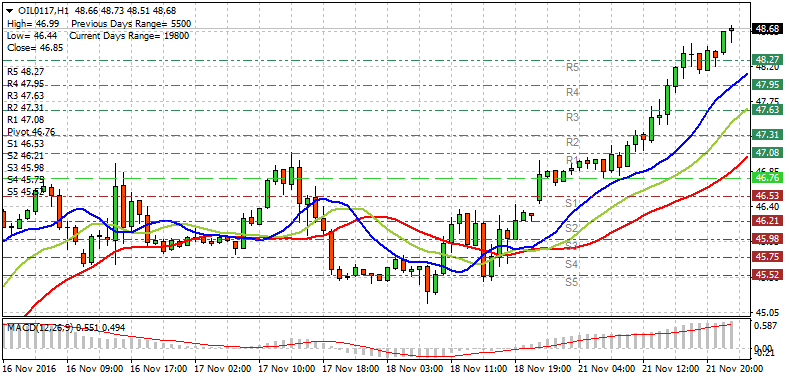 OIL0117,H1 48.66 48.73 48.51 48.68
High= 46.99 Previous Days Range= 5500
Low= 46.44 Current Days Range= 19800
Close= 46.85
R5 48.27
R4 47.95
R3 47.63
R2 47.31
R1 47.08
Pivot 46.76
S1 46.53
S2 46.21
S3 45.98
S4 45.75
S5 45.52
R5
R4
R3
R2
R1
S1
S2
S3
S4
S5
48.68
48.27
48.20
47.95
47.75
47.63
47.31
47.08
46.85
46.76
46.53
46.40
46.21
45.98
45.75
45.52
45.05
MACD(12,26,9) 0.551 0.494
0.587
0.00
-0.21
16 Nov 2016
16 Nov 09:00
16 Nov 17:00
17 Nov 02:00
17 Nov 10:00
17 Nov 18:00
18 Nov 03:00
18 Nov 11:00
18 Nov 19:00
21 Nov 04:00
21 Nov 12:00
21 Nov 20:00